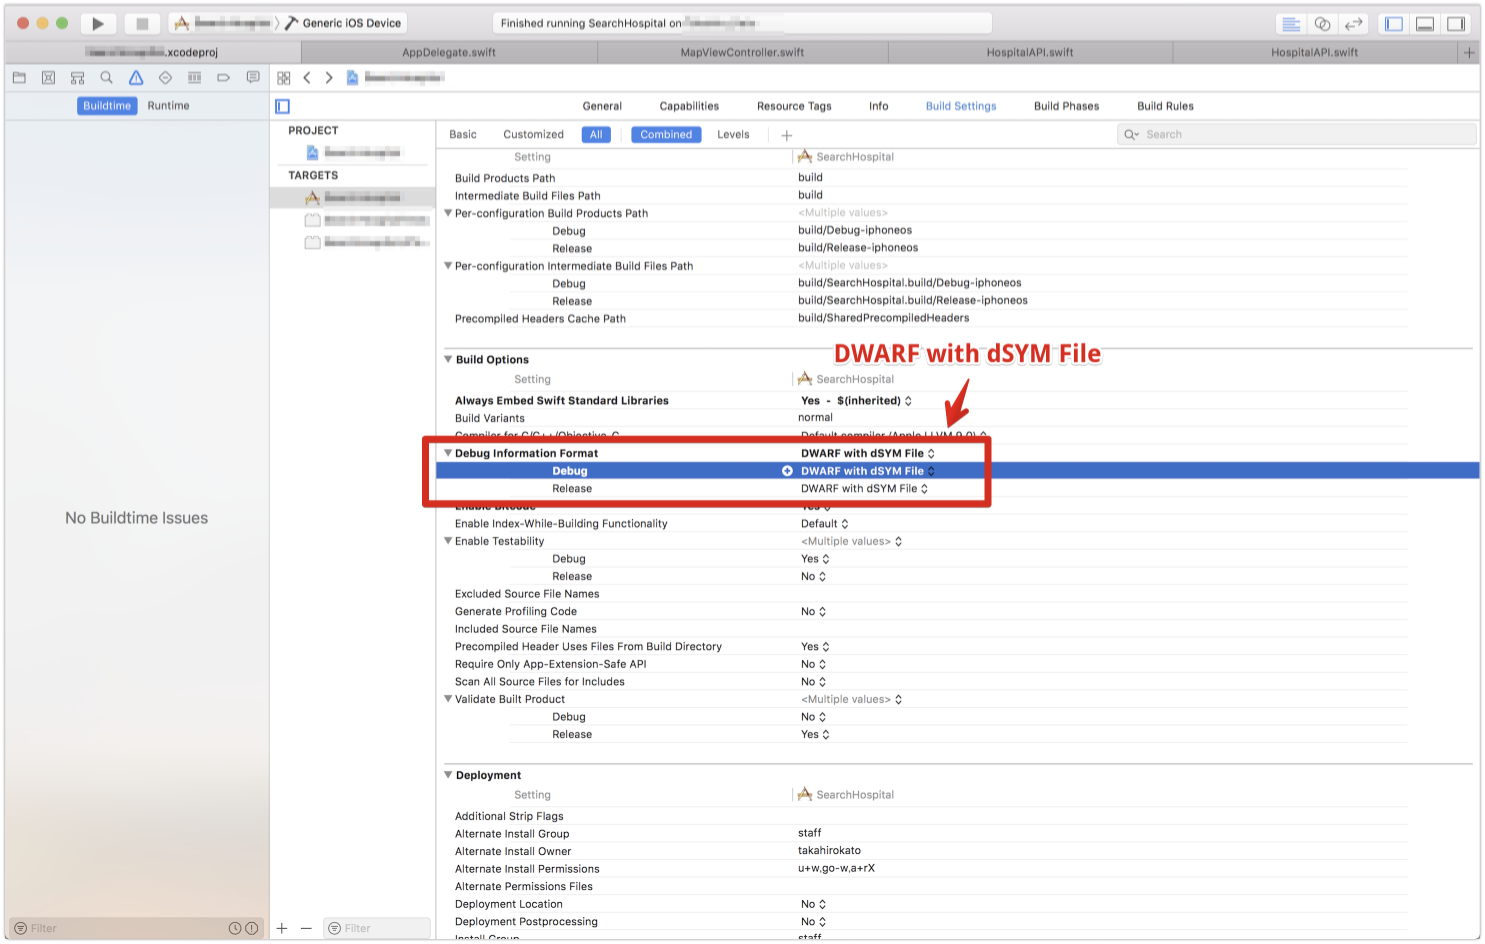 Generic iOS Device
Finished running SearchHospital on
.xcodeproj
AppDelegate.swift
MapViewController.swift
HospitalAPI.swift
HospitalAPI.swift
Buildtime
Runtime
General
Capabilities
Resource Tags
Info
Build Settings
Build Phases
Build Rules
PROJECT
TARGETS
Basic
Customized
All
Combined
Levels
Search
Setting
SearchHospital
Build Products Path
build
Intermediate Build Files Path
build
Per-configuration Build Products Path
<Multiple values>
Debug
build/Debug-iphoneos
Release
build/Release-iphoneos
Per-configuration Intermediate Build Files Path
<Multiple values>
Debug
build/SearchHospital.build/Debug-iphoneos
Release
build/SearchHospital.build/Release-iphoneos
Precompiled Headers Cache Path
build/SharedPrecompiledHeaders
DWARF with dSYM File
Build Options
Setting
SearchHospital
Always Embed Swift Standard Libraries
Yes - $(inherited)
Build Variants
normal
Compiler for C/C++/Objective-C
Default compiler (Apple LLVM 9.0)
Debug Information Format
DWARF with dSYM File
Debug
DWARF with dSYM File
Release
DWARF with dSYM File
Enable Bitcode
Yes
Enable Index-While-Building Functionality
Default
Enable Testability
<Multiple values>
Debug
Yes
Release
No
Excluded Source File Names
Generate Profiling Code
No
Included Source File Names
Precompiled Header Uses Files From Build Directory
Yes
Require Only App-Extension-Safe API
No
Scan All Source Files for Includes
No
Validate Built Product
<Multiple values>
Debug
No
Release
Yes
No Buildtime Issues
Deployment
Setting
SearchHospital
Additional Strip Flags
Alternate Install Group
staff
Alternate Install Owner
takahirokato
Alternate Install Permissions
u+w,go-w,a+rX
Alternate Permissions Files
Deployment Location
No
Deployment Postprocessing
No
Install Group
staff
Filter
Filter